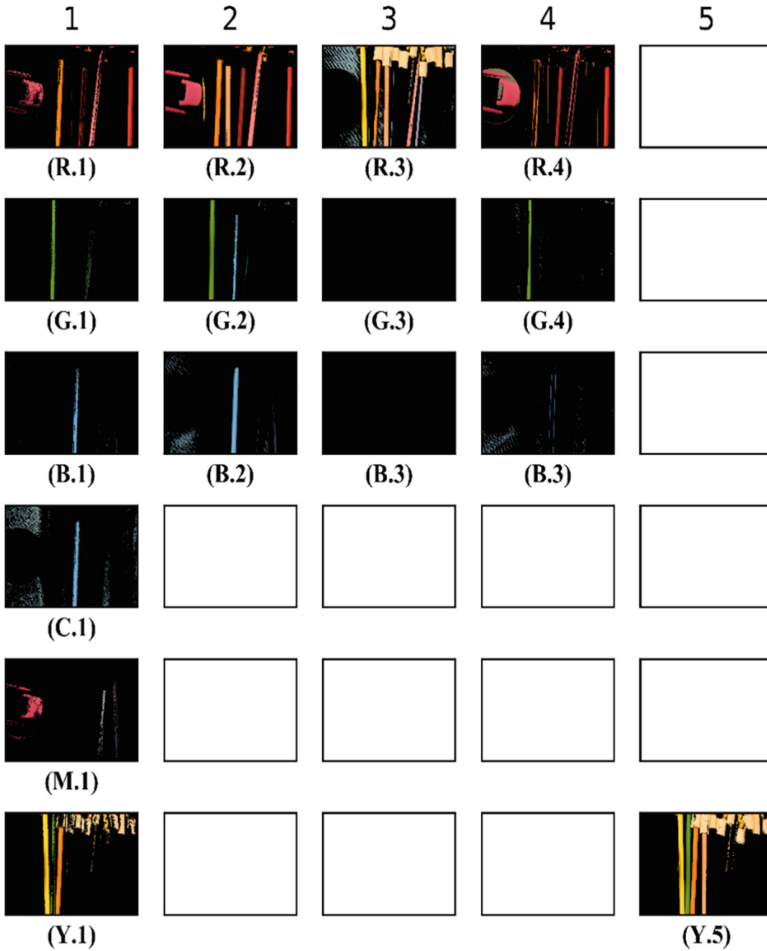 1 2 3 4 5
(R.1) (R.2) (R.3) (R.4)
(G.1) (G.2) (G.3) (G.4)
(B.1) (B.2) (B.3) (B.3)
(C.1)
(M.1)
(Y.1) (Y.5)